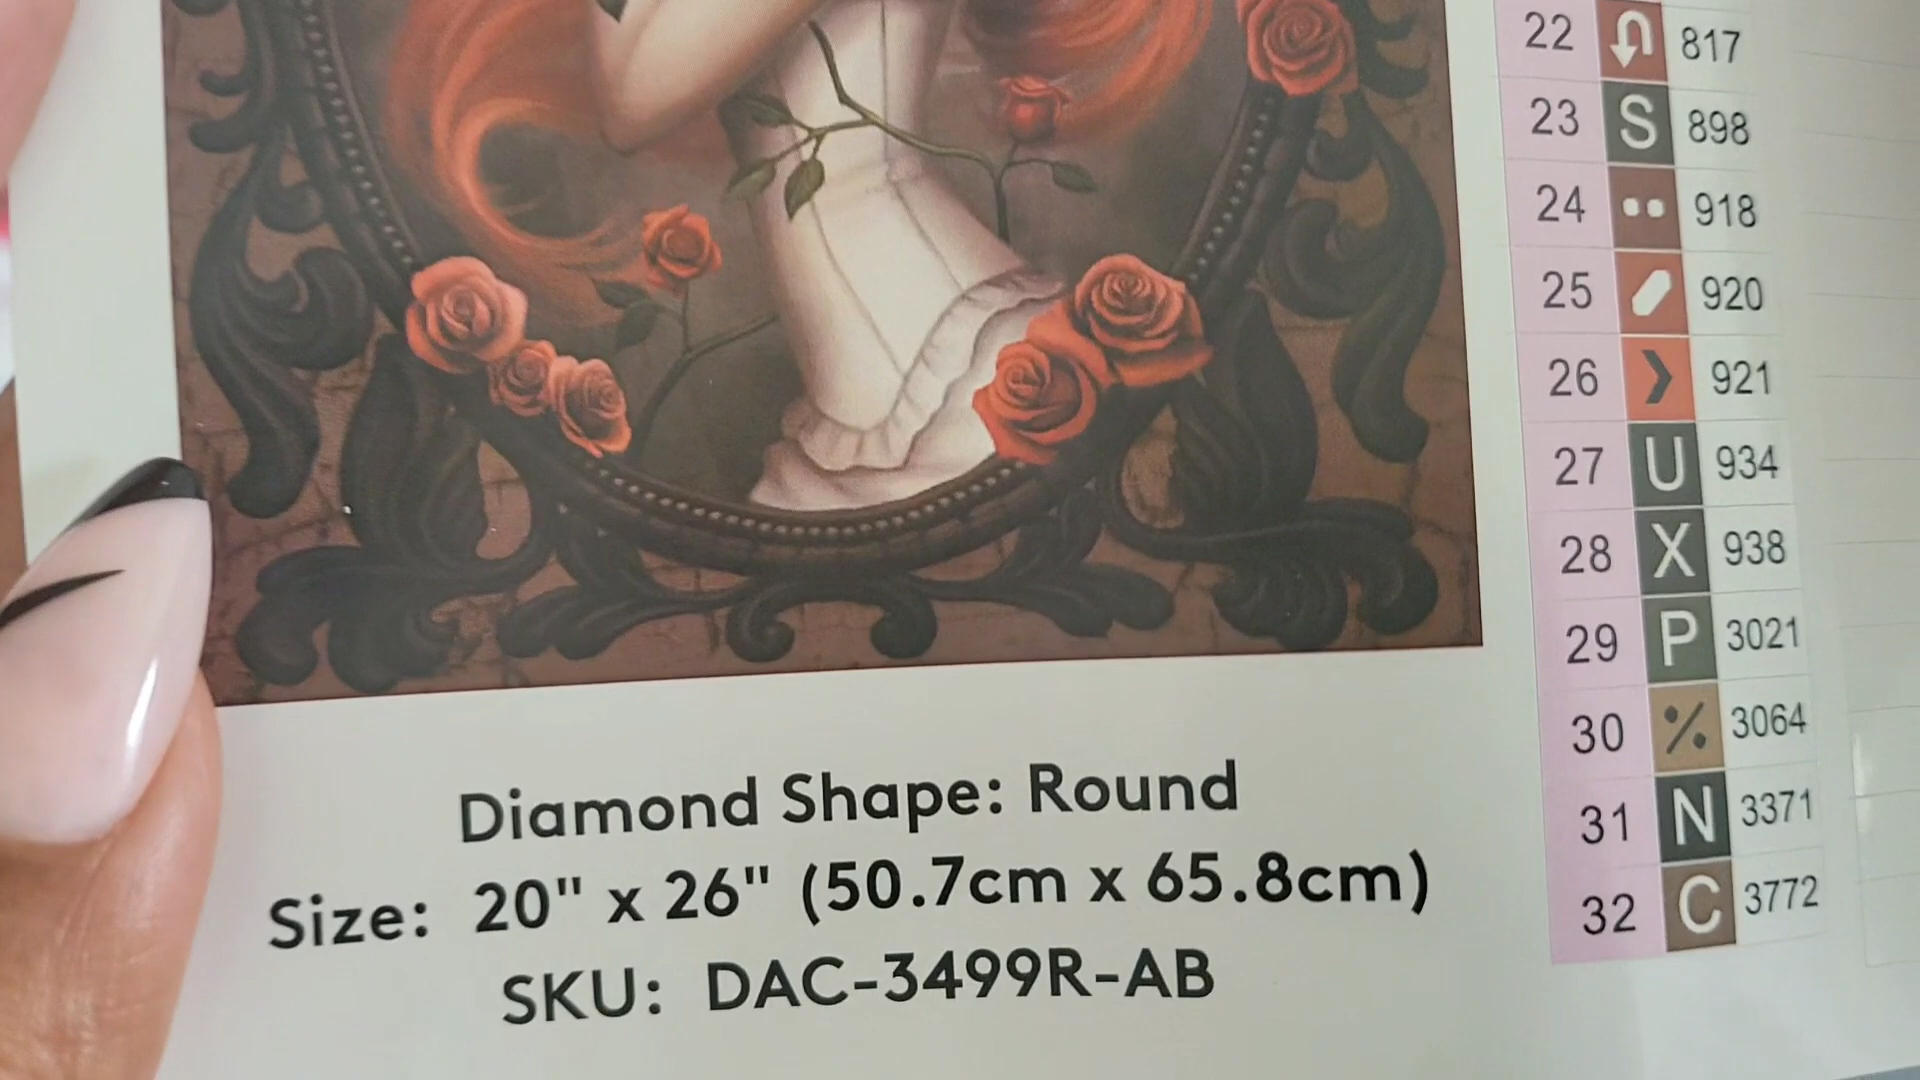 22 817
23 S 898
24 918
25 920
26 921
27 U 934
28 X 938
29 P 3021
30 % 3064
31 N 3371
32 C 3772
Diamond Shape: Round
Size: 20" x 26" (50.7cm x 65.8cm)
SKU: DAC-3499R-AB